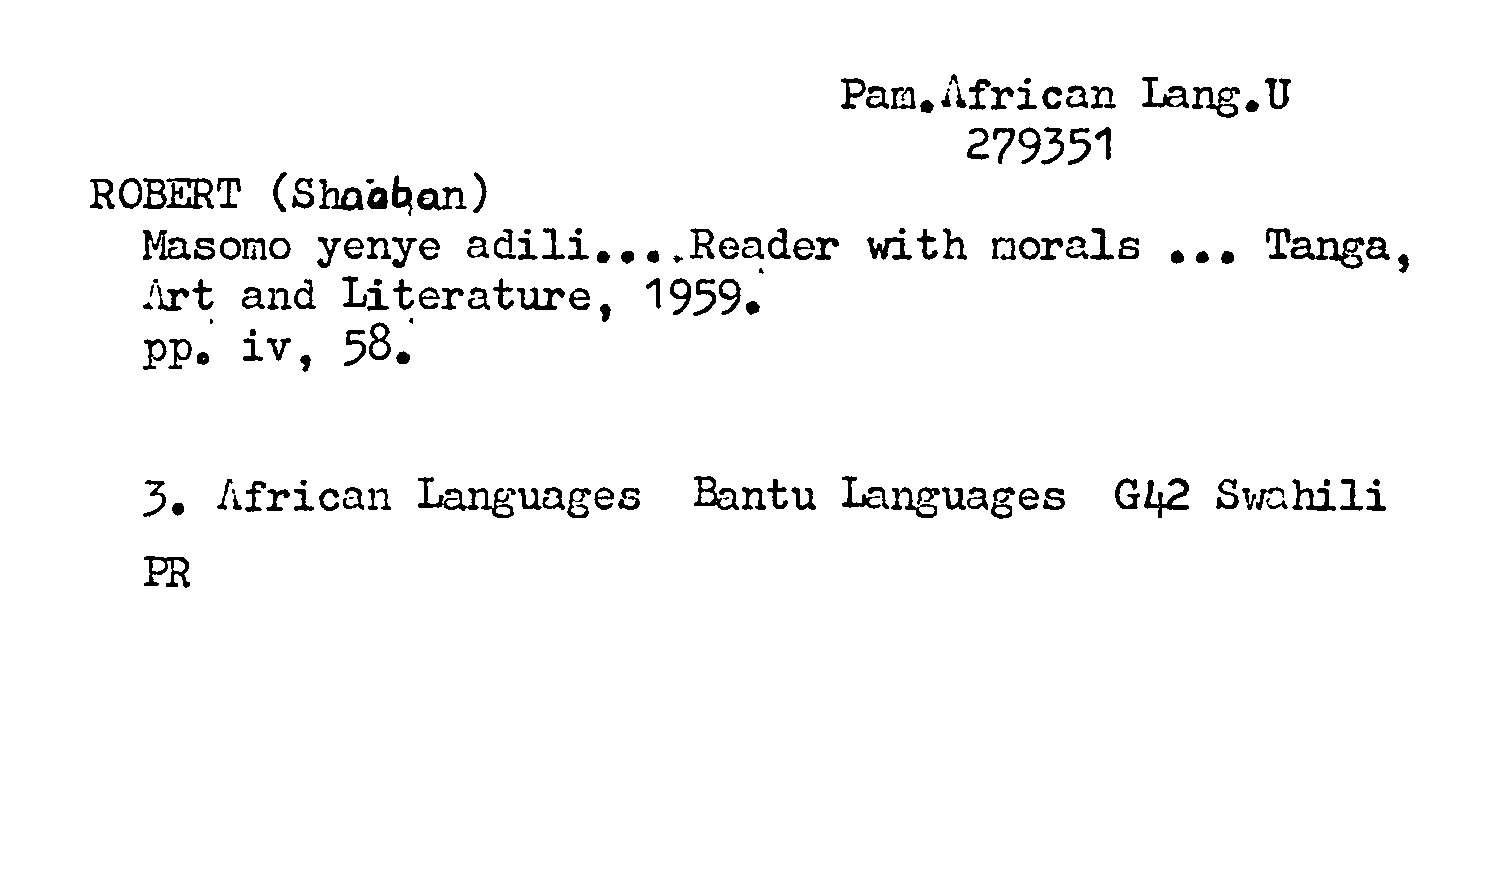 Pam.African Lang.U
279351
ROBERT (Shaaban)
Masomo yenye adili....Reader with morals ... Tanga,
Art and Literature, 1959.
pp. iv, 58.
3. African Languages Bantu Languages G42 Swahili
PR